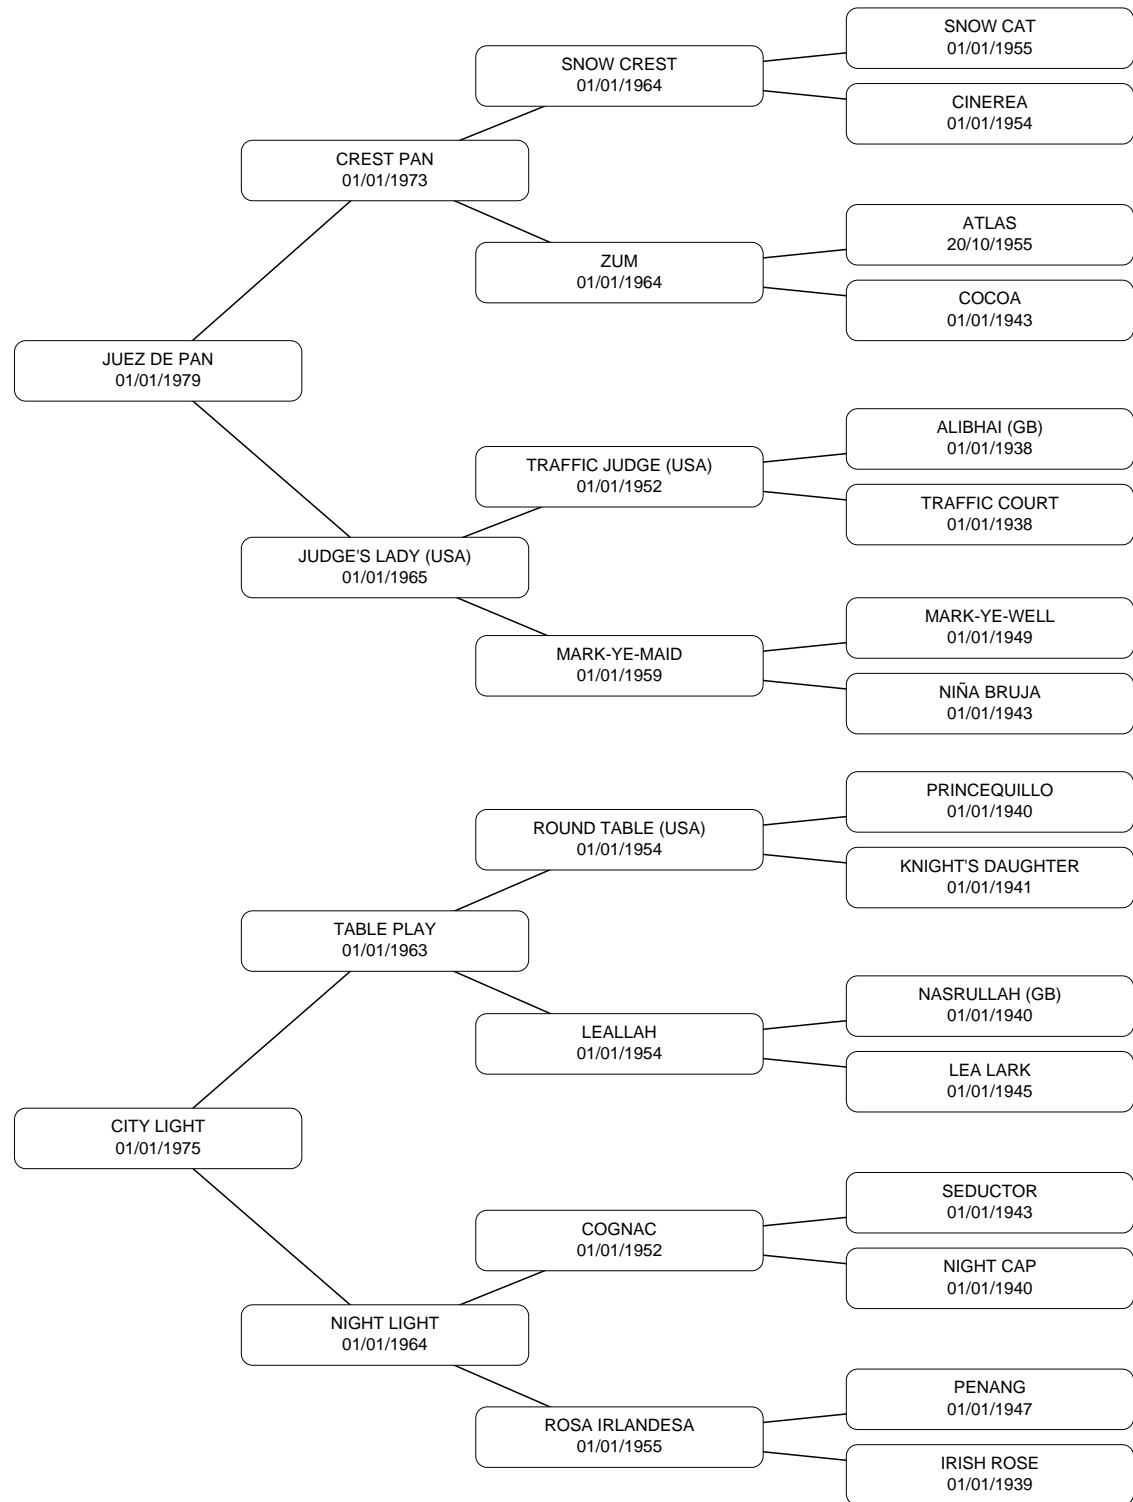 SNOW CAT
01/01/1955
SNOW CREST
01/01/1964
CINEREA
01/01/1954
CREST PAN
01/01/1973
ATLAS
20/10/1955
ZUM
01/01/1964
COCOA
01/01/1943
JUEZ DE PAN
01/01/1979
ALIBHAI (GB)
01/01/1938
TRAFFIC JUDGE (USA)
01/01/1952
TRAFFIC COURT
01/01/1938
JUDGE'S LADY (USA)
01/01/1965
MARK-YE-WELL
01/01/1949
MARK-YE-MAID
01/01/1959
NIÑA BRUJA
01/01/1943
PRINCEQUILLO
01/01/1940
ROUND TABLE (USA)
01/01/1954
KNIGHT'S DAUGHTER
01/01/1941
TABLE PLAY
01/01/1963
NASRULLAH (GB)
01/01/1940
LEALLAH
01/01/1954
LEA LARK
01/01/1945
CITY LIGHT
01/01/1975
SEDUCTOR
01/01/1943
COGNAC
01/01/1952
NIGHT CAP
01/01/1940
NIGHT LIGHT
01/01/1964
PENANG
01/01/1947
ROSA IRLANDESA
01/01/1955
IRISH ROSE
01/01/1939